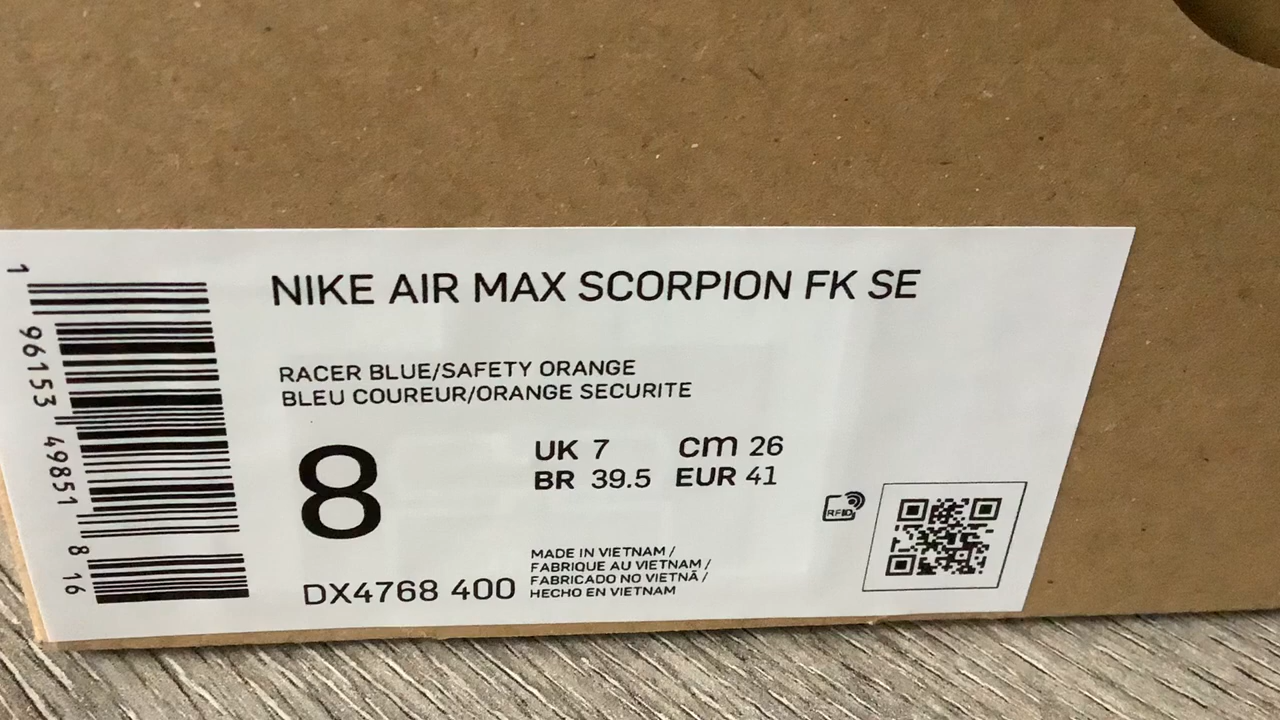 NIKE AIR MAX SCORPION FK SE
RACER BLUE/SAFETY ORANGE
BLEU COUREUR/ORANGE SECURITE
8
UK 7 cm 26
BR 39.5 EUR 41
DX4768 400
MADE IN VIETNAM /
FABRIQUE AU VIETNAM /
FABRICADO NO VIETNÃ /
HECHO EN VIETNAM
RFID
1 96153 49851 8 16